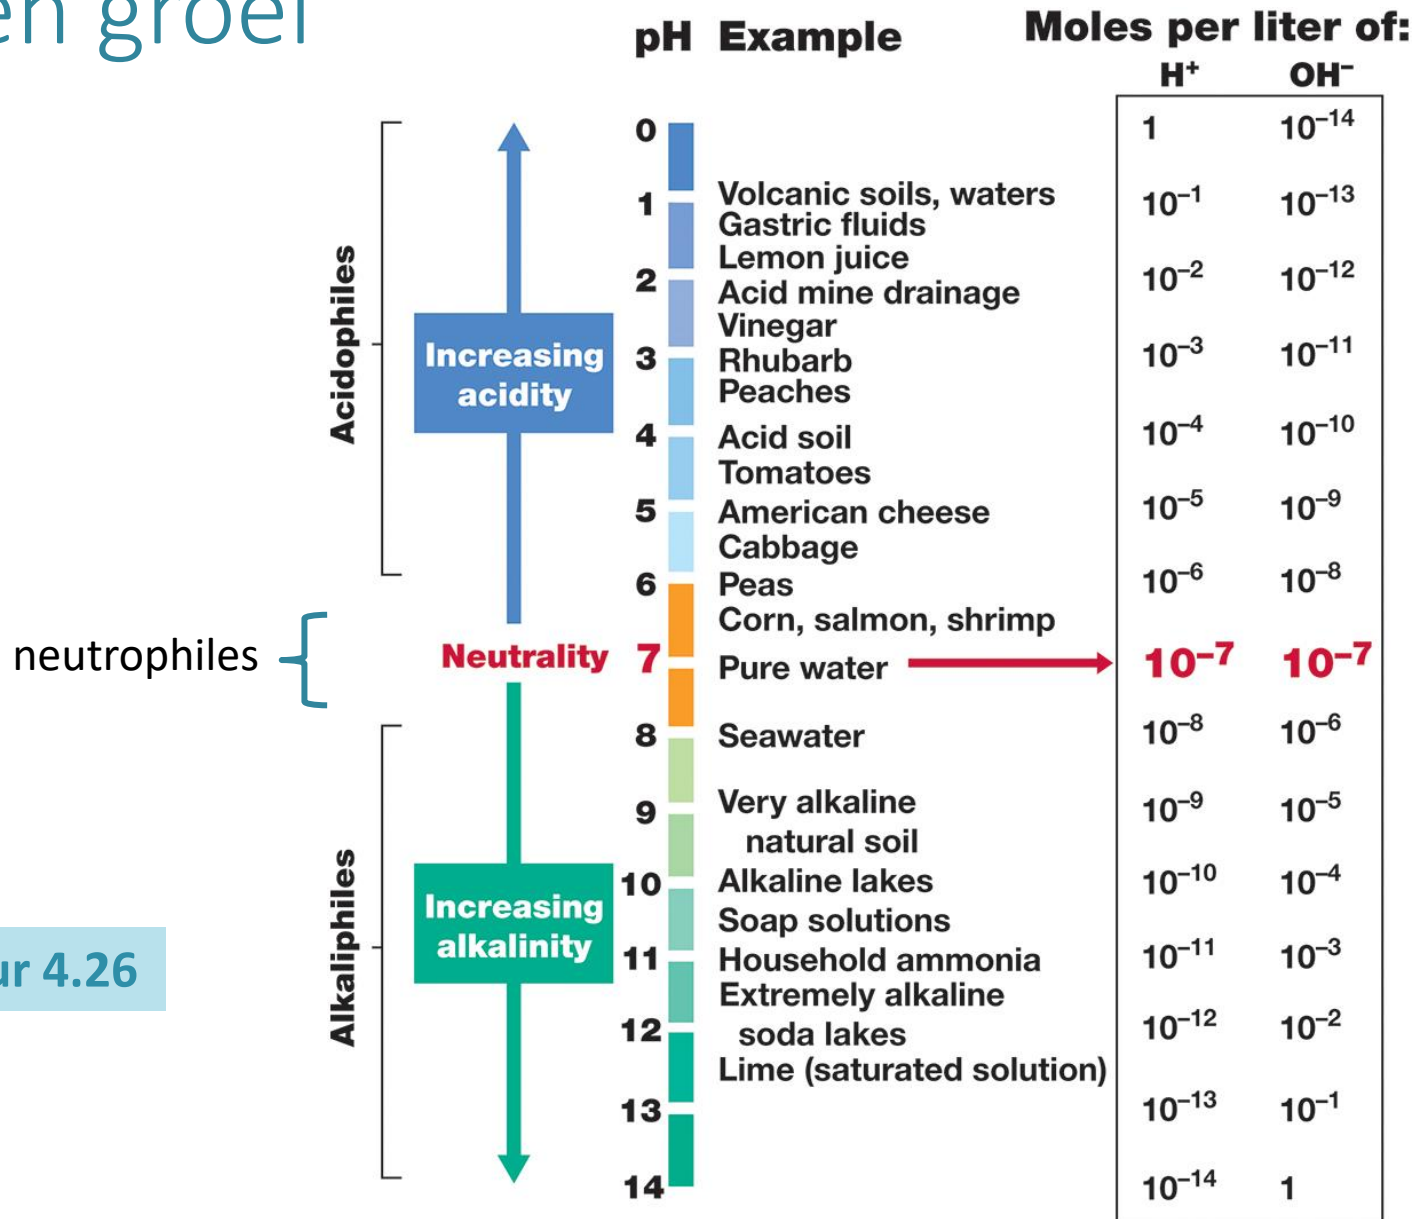 en groei
pH Example
Moles per liter of:
H⁺ OH⁻
0 1 10⁻¹⁴
1 Volcanic soils, waters 10⁻¹ 10⁻¹³
Gastric fluids
Lemon juice
2 10⁻² 10⁻¹²
Acid mine drainage
Vinegar
3 Rhubarb 10⁻³ 10⁻¹¹
Peaches
4 Acid soil 10⁻⁴ 10⁻¹⁰
Tomatoes
5 American cheese 10⁻⁵ 10⁻⁹
Cabbage
6 Peas 10⁻⁶ 10⁻⁸
Corn, salmon, shrimp
Neutrality 7 Pure water 10⁻⁷ 10⁻⁷
8 Seawater 10⁻⁸ 10⁻⁶
Very alkaline
9 10⁻⁹ 10⁻⁵
natural soil
10 Alkaline lakes 10⁻¹⁰ 10⁻⁴
Soap solutions
11 Household ammonia 10⁻¹¹ 10⁻³
Extremely alkaline
12 soda lakes 10⁻¹² 10⁻²
Lime (saturated solution)
13 10⁻¹³ 10⁻¹
14 10⁻¹⁴ 1
Acidophiles
Increasing
acidity
neutrophiles
Alkaliphiles
Increasing
alkalinity
ur 4.26